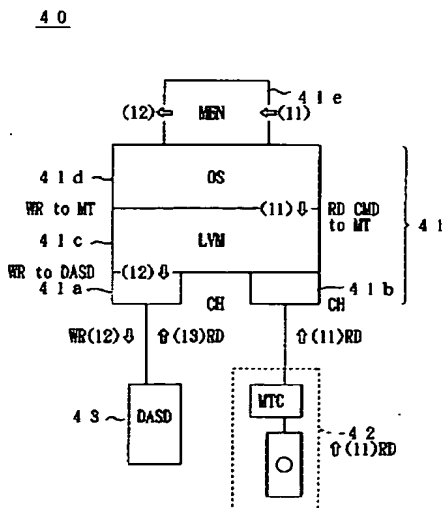 40
41e
(12) MEN (11)
41d OS
WR to MT (11) RD CMD
to MT
41
41c LVM
WR to DASD (12)
41a CH CH 41b
WR(12) (13)RD (11)RD
43 DASD
MTC
42
(11)RD